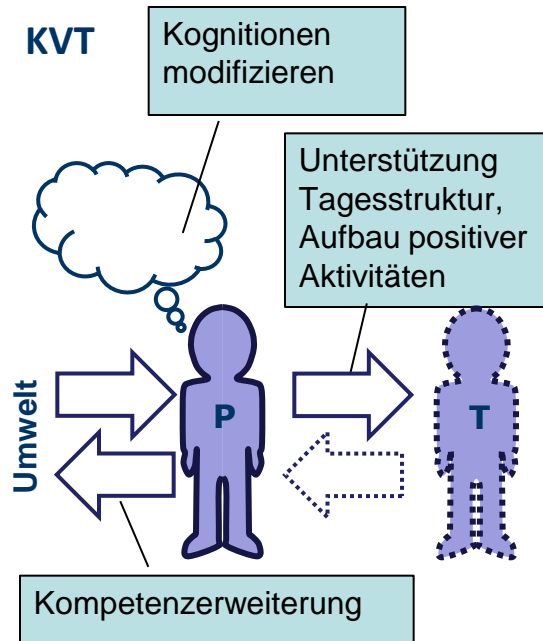 KVT
Kognitionen
modifizieren
Unterstützung
Tagesstruktur,
Aufbau positiver
Aktivitäten
Umwelt
P
T
Kompetenzerweiterung